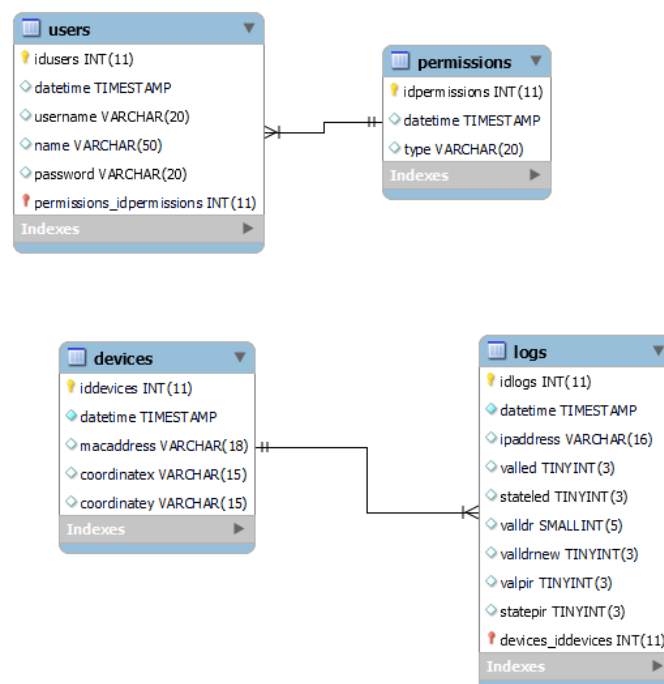 users
idusers INT(11)
datetime TIMESTAMP
username VARCHAR(20)
name VARCHAR(50)
password VARCHAR(20)
permissions_idpermissions INT(11)
Indexes
permissions
idpermissions INT(11)
datetime TIMESTAMP
type VARCHAR(20)
Indexes
devices
iddevices INT(11)
datetime TIMESTAMP
macaddress VARCHAR(18)
coordinatex VARCHAR(15)
coordinatey VARCHAR(15)
Indexes
logs
idlogs INT(11)
datetime TIMESTAMP
ipaddress VARCHAR(16)
valled TINYINT(3)
stateled TINYINT(3)
valldr SMALLINT(5)
valldrnew TINYINT(3)
valpir TINYINT(3)
statepir TINYINT(3)
devices_iddevices INT(11)
Indexes